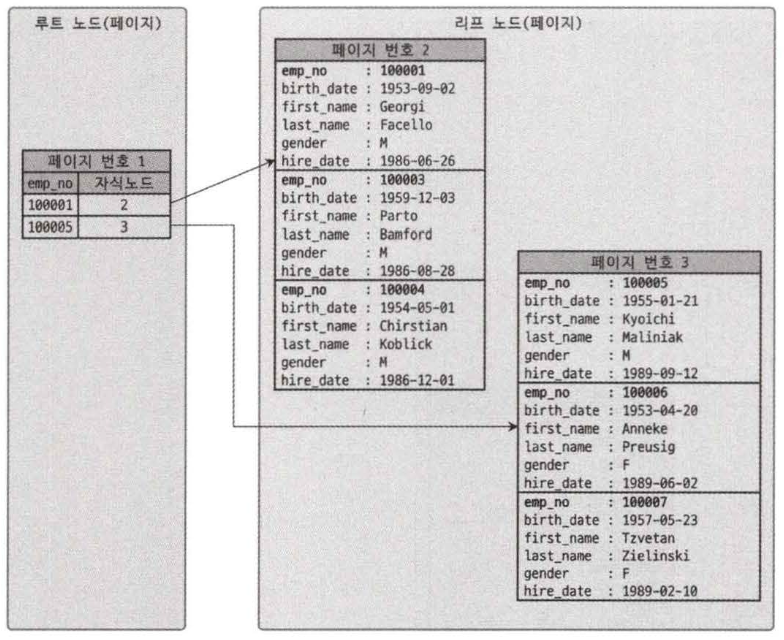 루트 노드(페이지)
페이지 번호 1
emp_no 자식노드
100001 2
100005 3
리프 노드(페이지)
페이지 번호 2
emp_no : 100001
birth_date : 1953-09-02
first_name : Georgi
last_name : Facello
gender : M
hire_date : 1986-06-26
emp_no : 100003
birth_date : 1959-12-03
first_name : Parto
last_name : Bamford
gender : M
hire_date : 1986-08-28
emp_no : 100004
birth_date : 1954-05-01
first_name : Chirstian
last_name : Koblick
gender : M
hire_date : 1986-12-01
페이지 번호 3
emp_no : 100005
birth_date : 1955-01-21
first_name : Kyoichi
last_name : Maliniak
gender : M
hire_date : 1989-09-12
emp_no : 100006
birth_date : 1953-04-20
first_name : Anneke
last_name : Preusig
gender : F
hire_date : 1989-06-02
emp_no : 100007
birth_date : 1957-05-23
first_name : Tzvetan
last_name : Zielinski
gender : F
hire_date : 1989-02-10